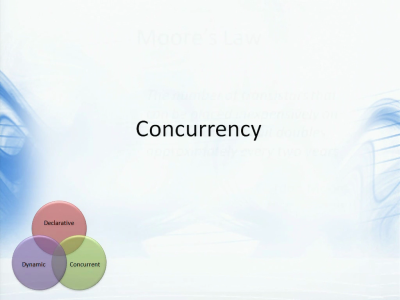 Moore's Law
Concurrency
Declarative
Dynamic
Concurrent